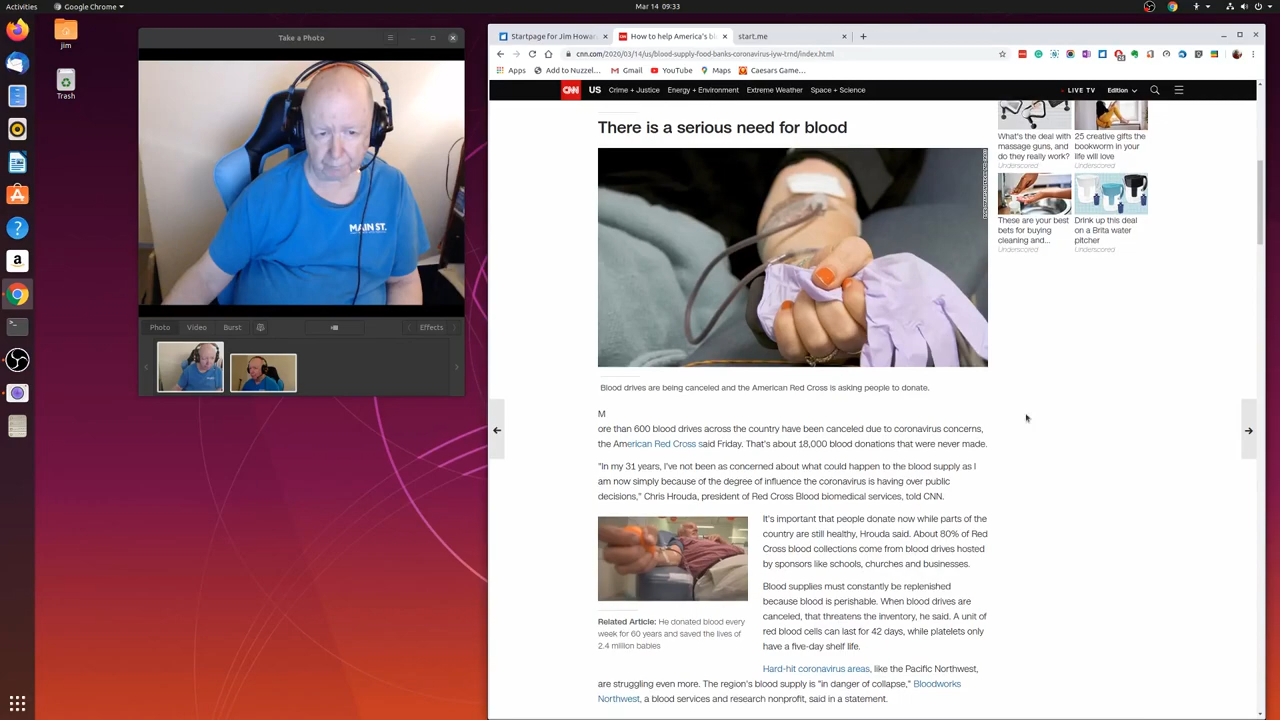 Activities
Google Chrome
Mar 14 09:33
jim
Trash
Take a Photo
MAIN ST.
Photo
Video
Burst
Effects
Startpage for Jim Howar
How to help America's bl
start.me
cnn.com/2020/03/14/us/blood-supply-food-banks-coronavirus-iyw-trnd/index.html
Apps
Add to Nuzzel...
Gmail
YouTube
Maps
Caesars Game...
CNN
US
Crime + Justice
Energy + Environment
Extreme Weather
Space + Science
LIVE TV
Edition
There is a serious need for blood
Blood drives are being canceled and the American Red Cross is asking people to donate.
M
ore than 600 blood drives across the country have been canceled due to coronavirus concerns,
the American Red Cross said Friday. That's about 18,000 blood donations that were never made.
"In my 31 years, I've not been as concerned about what could happen to the blood supply as I
am now simply because of the degree of influence the coronavirus is having over public
decisions," Chris Hrouda, president of Red Cross Blood biomedical services, told CNN.
It's important that people donate now while parts of the
country are still healthy, Hrouda said. About 80% of Red
Cross blood collections come from blood drives hosted
by sponsors like schools, churches and businesses.
Blood supplies must constantly be replenished
because blood is perishable. When blood drives are
canceled, that threatens the inventory, he said. A unit of
red blood cells can last for 42 days, while platelets only
have a five-day shelf life.
Related Article: He donated blood every
week for 60 years and saved the lives of
2.4 million babies
Hard-hit coronavirus areas, like the Pacific Northwest,
are struggling even more. The region's blood supply is "in danger of collapse," Bloodworks
Northwest, a blood services and research nonprofit, said in a statement.
What's the deal with
massage guns, and
do they really work?
Underscored
25 creative gifts the
bookworm in your
life will love
Underscored
These are your best
bets for buying
cleaning and...
Underscored
Drink up this deal
on a Brita water
pitcher
Underscored